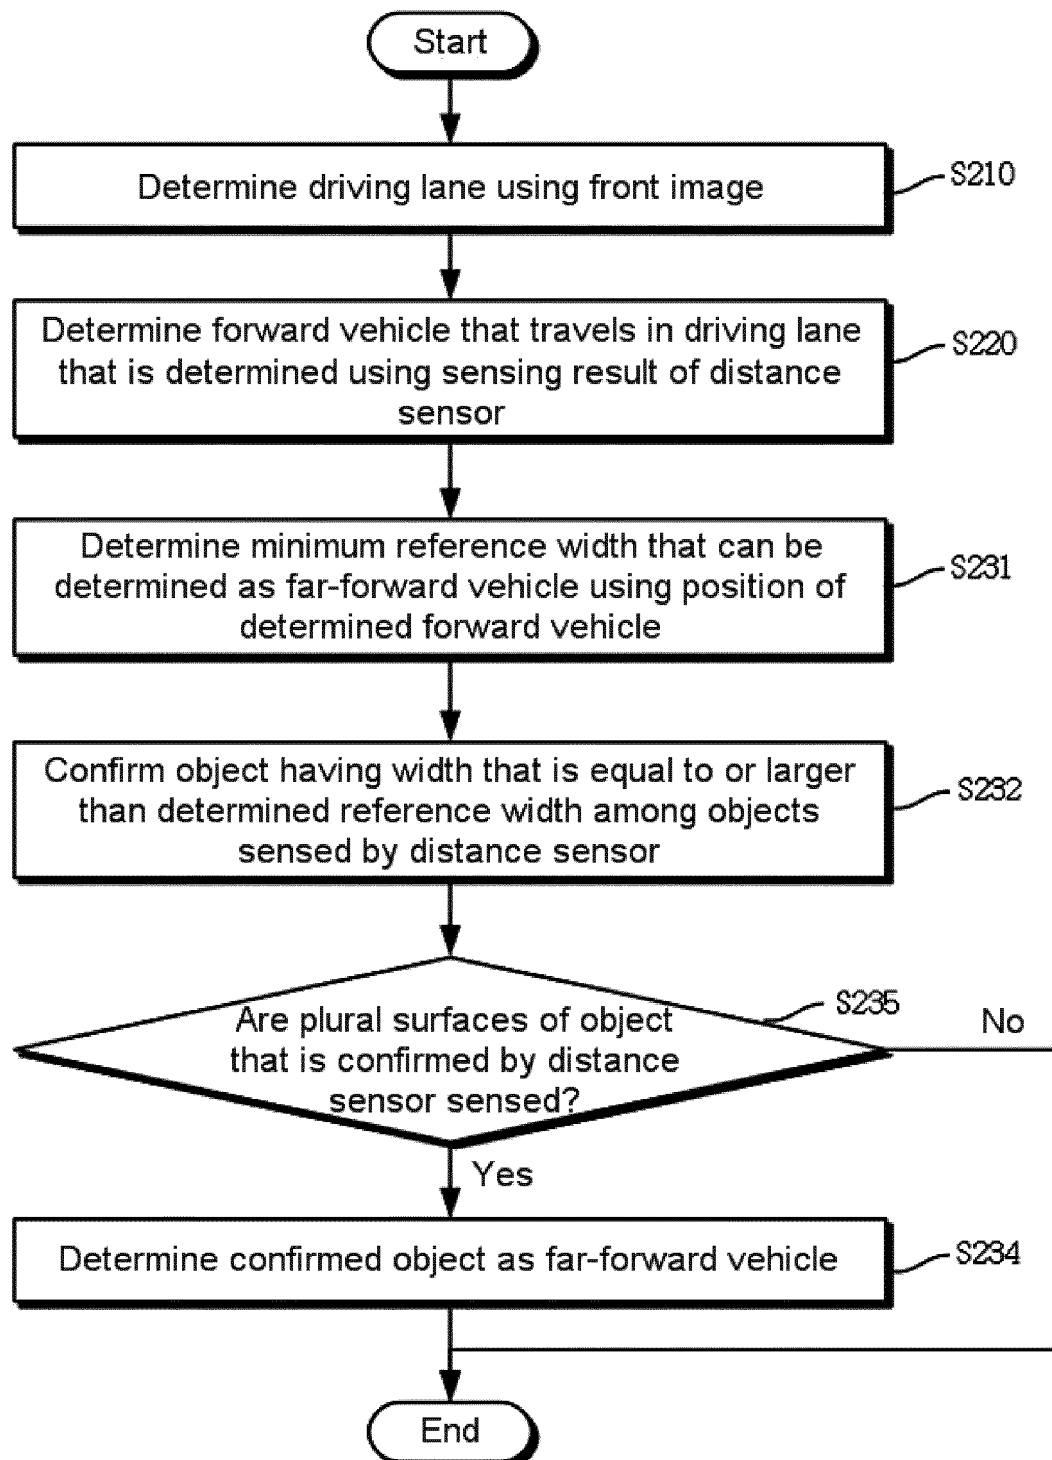 Start
Determine driving lane using front image
S210
Determine forward vehicle that travels in driving lane
that is determined using sensing result of distance
sensor
S220
Determine minimum reference width that can be
determined as far-forward vehicle using position of
determined forward vehicle
S231
Confirm object having width that is equal to or larger
than determined reference width among objects
sensed by distance sensor
S232
Are plural surfaces of object
that is confirmed by distance
sensor sensed?
S235
No
Yes
Determine confirmed object as far-forward vehicle
S234
End